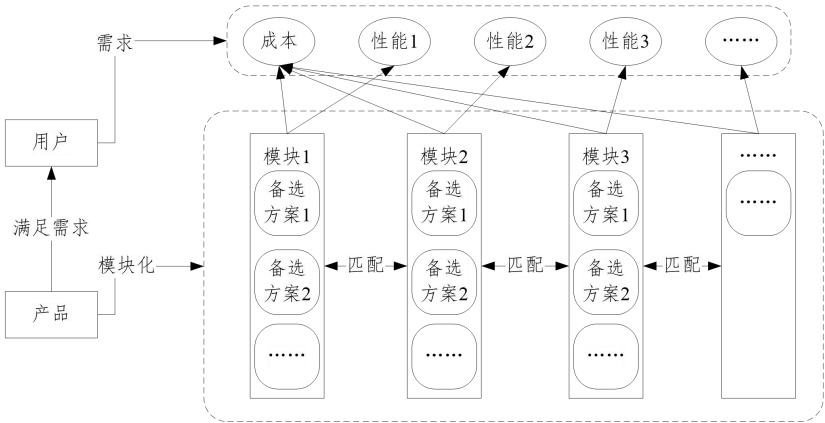 需求
成本
性能1
性能2
性能3
……
用户
满足需求
模块化
产品
模块1
备选
方案1
备选
方案2
……
匹配
模块2
备选
方案1
备选
方案2
……
匹配
模块3
备选
方案1
备选
方案2
……
匹配
……
……